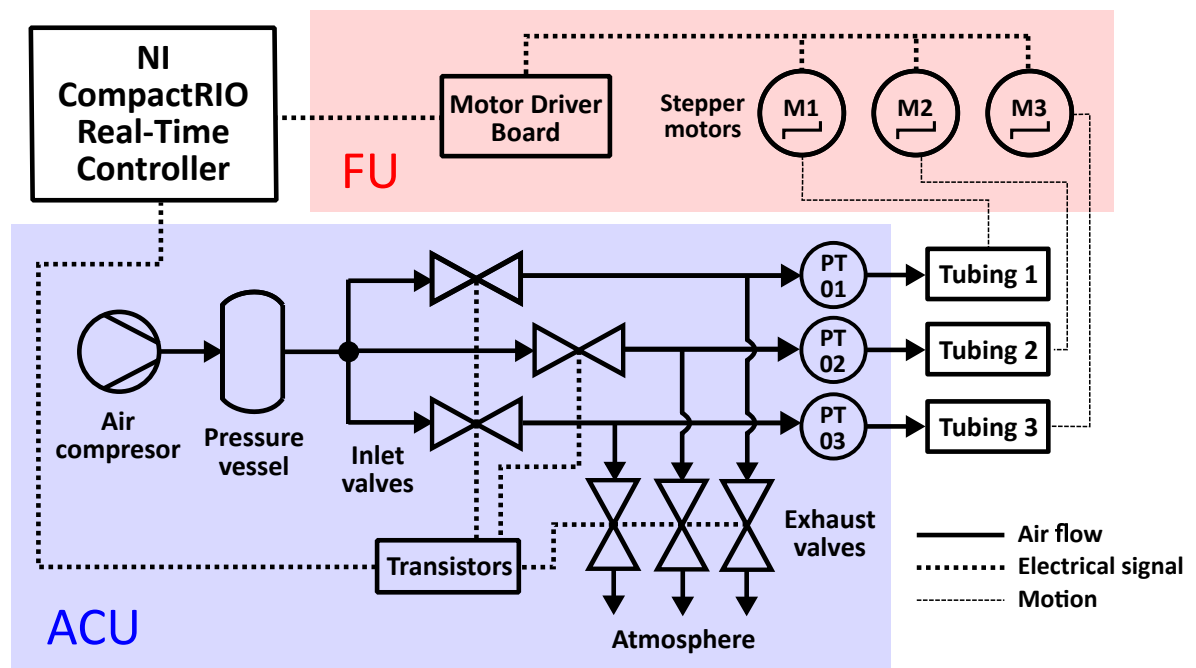 NI
CompactRIO
Real-Time
Controller
Motor Driver
Board
FU
Stepper
motors
M1
M2
M3
PT
01
Tubing 1
PT
02
Tubing 2
PT
03
Tubing 3
Air
compresor
Pressure
vessel
Inlet
valves
Exhaust
valves
Transistors
Atmosphere
ACU
Air flow
Electrical signal
Motion